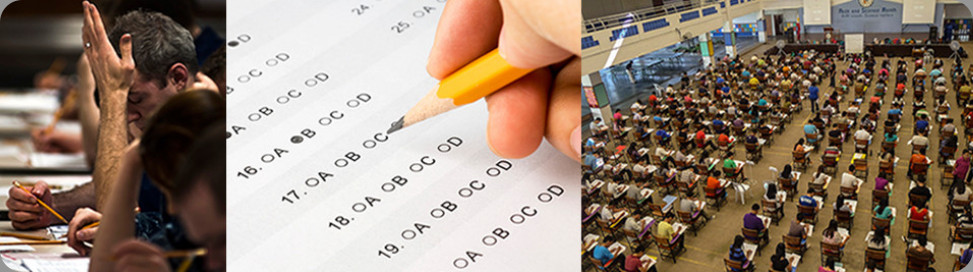 24
25 ○A
●D
○B ○C ○D
○A ○B ○C ○D
16. ○A ●B ○C ○D
17. ○A ○B ○C
18. ○A ○B ○C ○D
19. ○A ○B ○C ○D
○A ○B ○C ○D